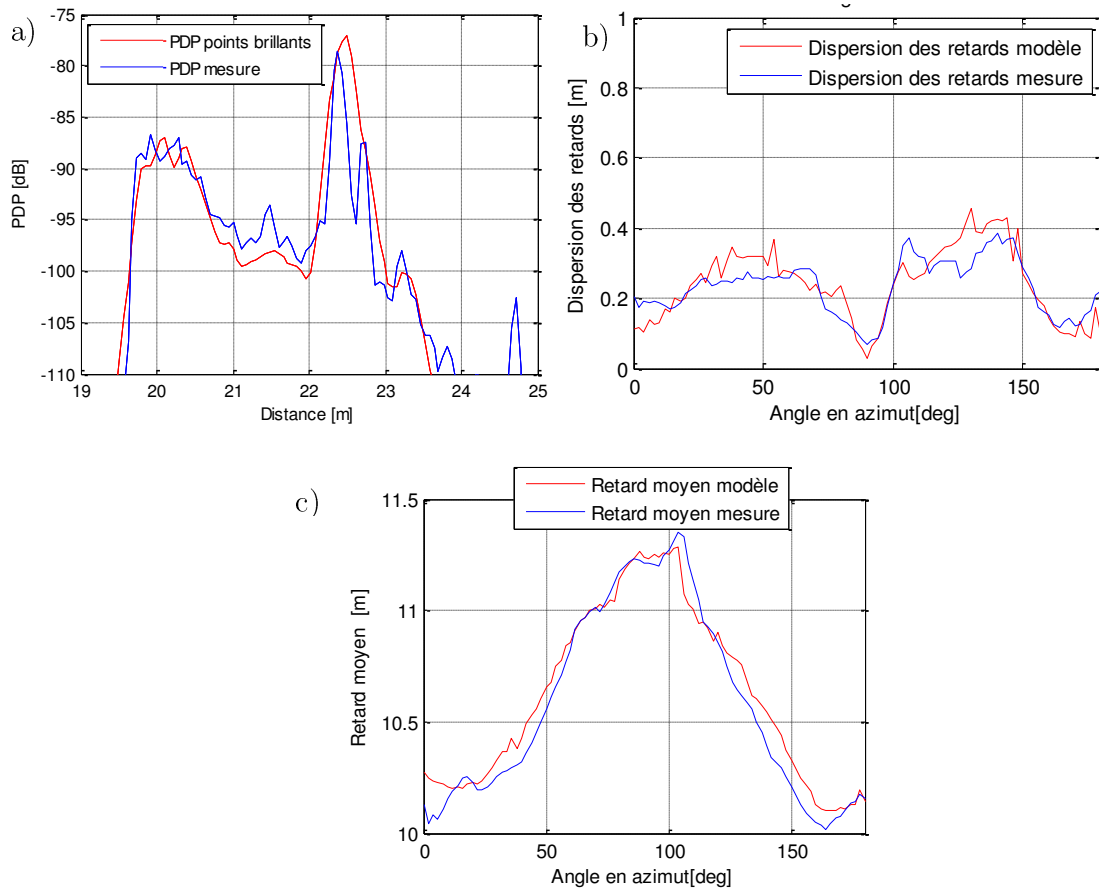 a)
PDP points brillants
PDP mesure
-75
-80
-85
-90
-95
-100
-105
-110
PDP [dB]
19
20
21
22
23
24
25
Distance [m]
b)
Dispersion des retards modèle
Dispersion des retards mesure
1
0.8
0.6
0.4
0.2
0
Dispersion des retards [m]
0
50
100
150
Angle en azimut[deg]
c)
Retard moyen modèle
Retard moyen mesure
11.5
11
10.5
10
Retard moyen [m]
0
50
100
150
Angle en azimut[deg]